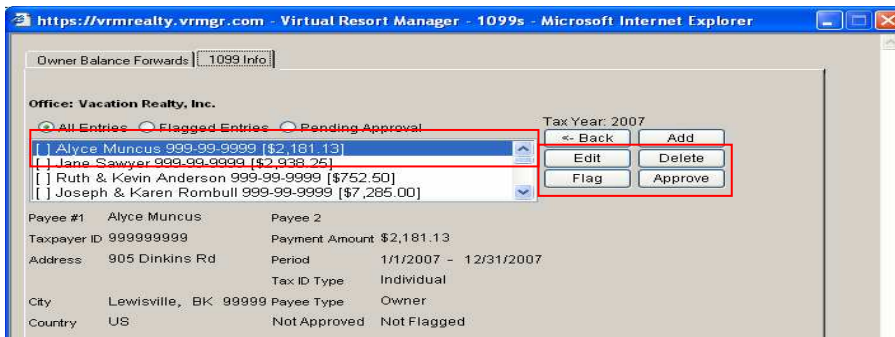 https://vrmrealty.vrmgr.com - Virtual Resort Manager - 1099s - Microsoft Internet Explorer
Owner Balance Forwards 1099 Info
Office: Vacation Realty, Inc.
All Entries Flagged Entries Pending Approval Tax Year: 2007
[ ] Alyce Muncus 999-99-9999 [$2,181.13] <- Back Add
[ ] Jane Sawyer 999-99-9999 [$2,938.25] Edit Delete
[ ] Ruth & Kevin Anderson 999-99-9999 [$752.50] Flag Approve
[ ] Joseph & Karen Rombull 999-99-9999 [$7,285.00]
Payee #1 Alyce Muncus Payee 2
Taxpayer ID 999999999 Payment Amount $2,181.13
Address 905 Dinkins Rd Period 1/1/2007 - 12/31/2007
Tax ID Type Individual
City Lewisville, BK 99999 Payee Type Owner
Country US Not Approved Not Flagged